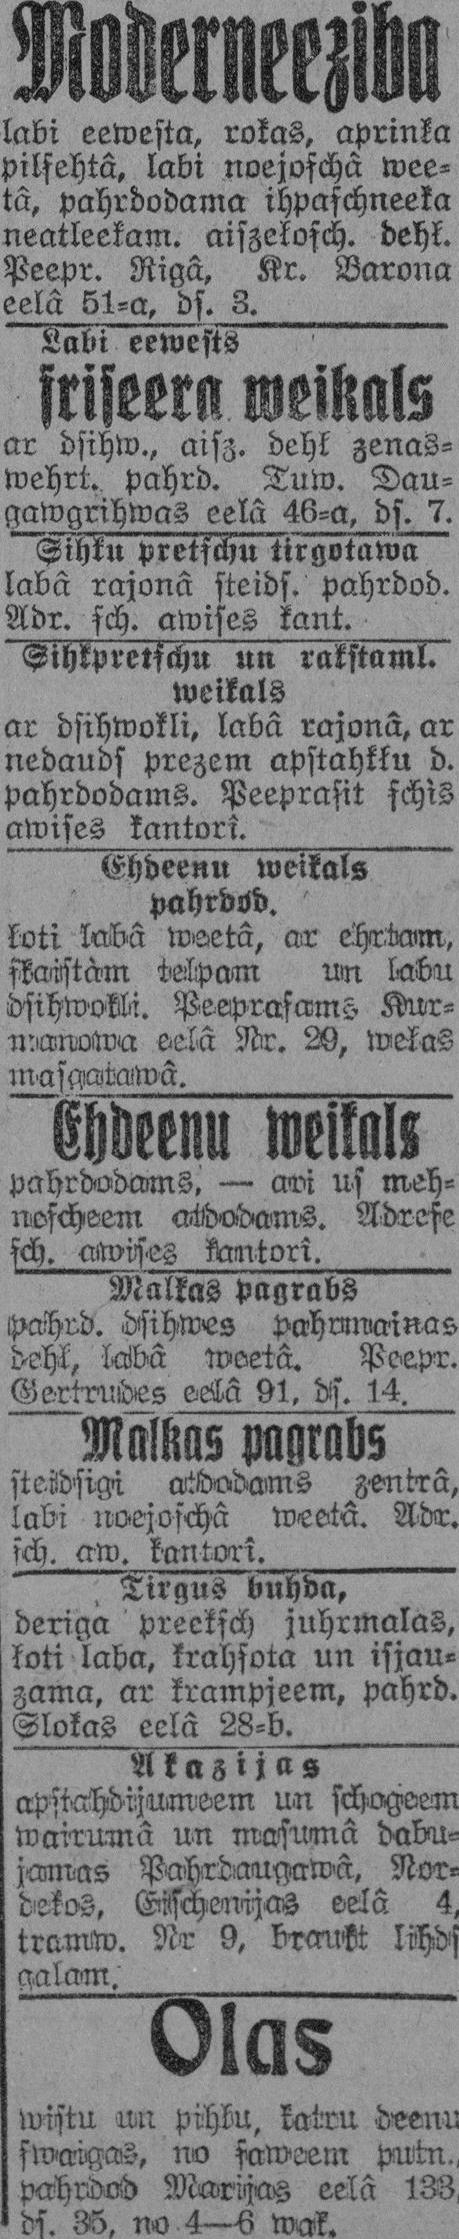 Moderneeziba
labi eewesta, rokas, aprinka
pilsehtâ, labi noejoschâ wee-
tâ, pahrdodama ihpaschneeka
neatleekam. aiszekosch. dehl.
Peepr. Rigâ, Kr. Barona
eelâ 51-a, ds. 3.
Labi eewests
friseera weikals
ar dsihw., aisz. dehl zenas-
wehrt. pahrd. Tuw. Dau-
gawgrihwas eelâ 46-a, ds. 7.
Sihku pretschu tirgotawa
labâ rajonâ steids. pahrdod.
Adr. sch. awises kant.
Sihkpretschu un rakstaml.
weikals
ar dsihwokli, labâ rajonâ, ar
nedauds prezem apstahkku d.
pahrdodams. Peeprasit schîs
awises kantorî.
Ehdeenu weikals
pahrdod.
koti labâ weetâ, ar ehrtam,
skaistàm telpam un labu
dsihwokli. Peeprasams Kur-
manowa eelâ Nr. 29, wekas
masgatawâ.
Ehdeenu weikals
pahrdodams, — ari us meh-
nescheem atdodams. Adrese
sch. awises kantorî.
Malkas pagrabs
pahrd. dsihwes pahrmainas
dehl, labâ weetâ. Peepr.
Gertrudes eelâ 91, ds. 14.
Malkas pagrabs
steidsigi atdodams zentrâ,
labi noejoschâ weetâ. Adr.
sch. aw. kantorî.
Tirgus buhda,
deriga preeksch juhrmalas,
koti laba, krahsota un isjau-
zama, ar krampjeem, pahrd.
Slokas eelâ 28-b.
Akazijas
apstahdijumeem un schogeem
wairumâ un masumâ dabu-
jamas Pahrdaugawâ, Nor-
dekos, Eischenijas eelâ 4,
tramw. Nr 9, braukt lihds
galam.
Olas
wistu un pihlu, katru deenu
swaigas, no saweem putn.,
pahrdod Marijas eelâ 133,
ds. 35, no 4—6 wak.